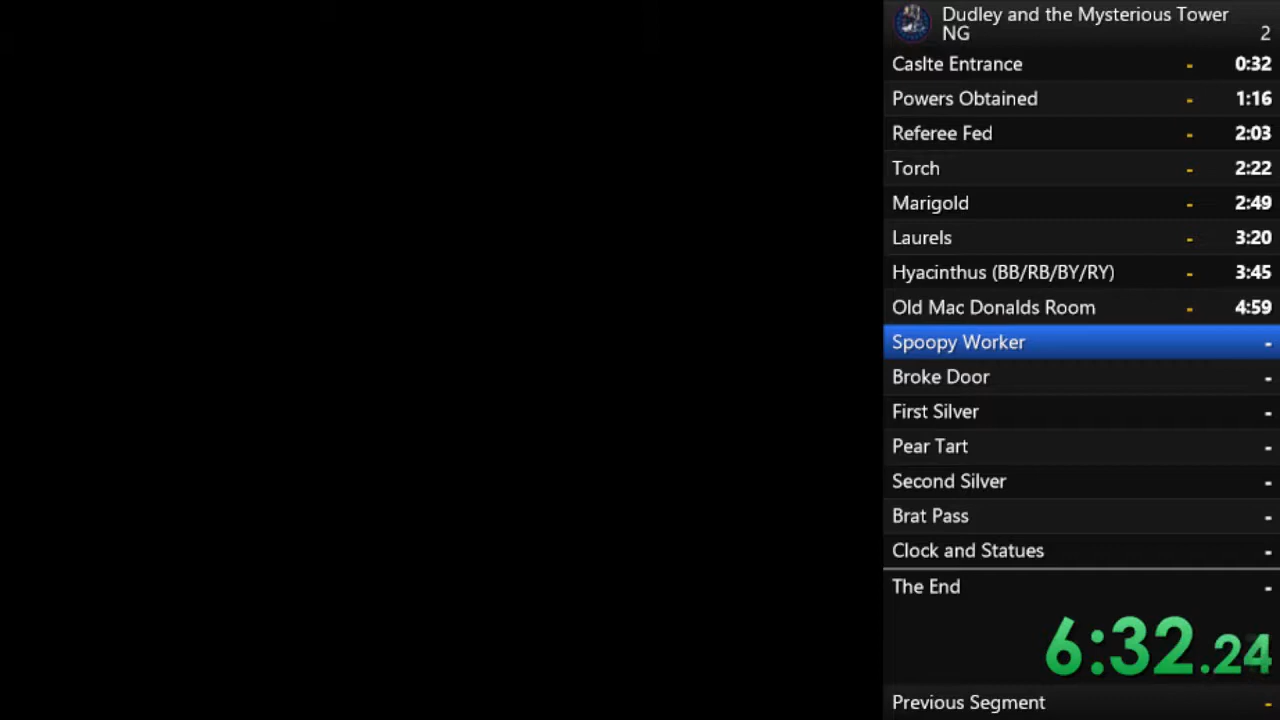 Dudley and the Mysterious Tower
NG 2
Caslte Entrance - 0:32
Powers Obtained - 1:16
Referee Fed - 2:03
Torch - 2:22
Marigold - 2:49
Laurels - 3:20
Hyacinthus (BB/RB/BY/RY) - 3:45
Old Mac Donalds Room - 4:59
Spoopy Worker -
Broke Door -
First Silver -
Pear Tart -
Second Silver -
Brat Pass -
Clock and Statues -
The End -
6:32.24
Previous Segment -